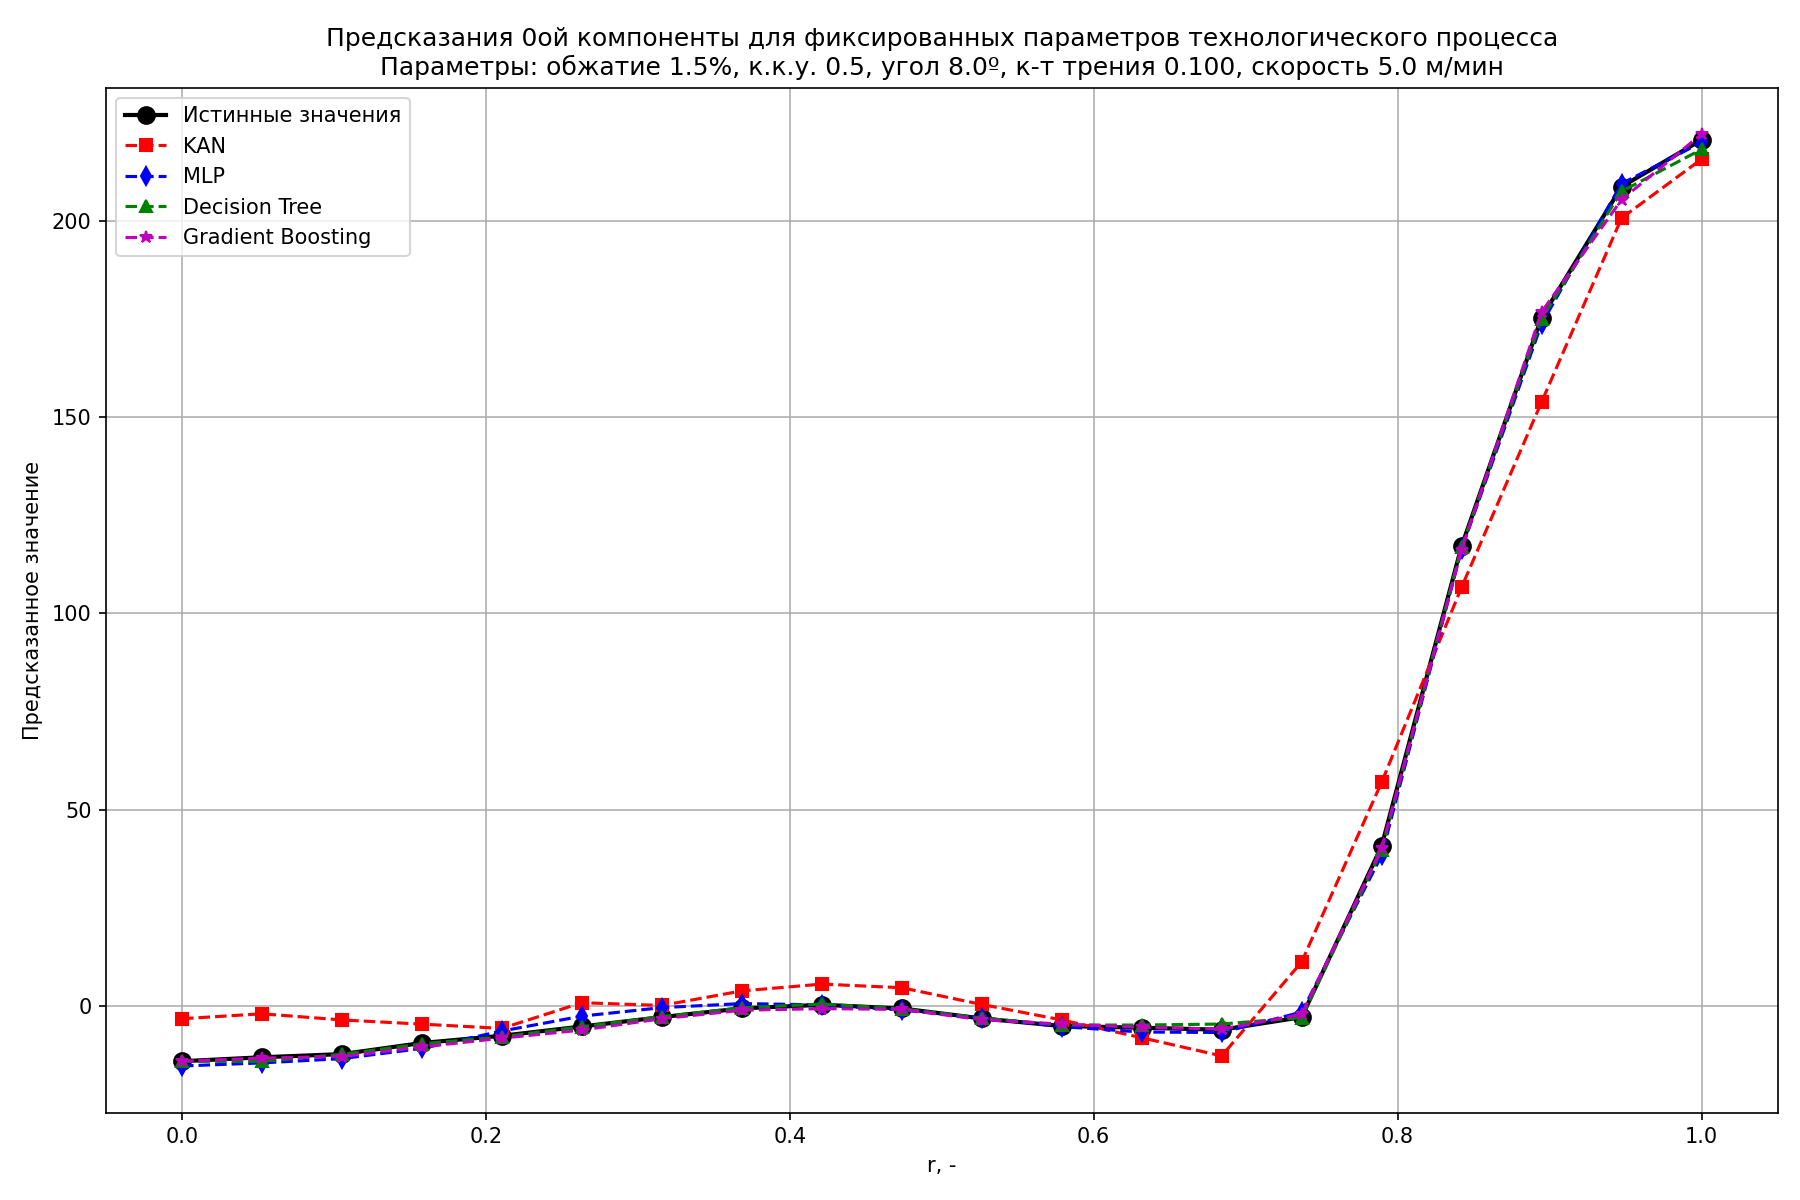 Предсказания 0ой компоненты для фиксированных параметров технологического процесса
Параметры: обжатие 1.5%, к.к.у. 0.5, угол 8.0º, к-т трения 0.100, скорость 5.0 м/мин
Истинные значения
KAN
MLP
Decision Tree
Gradient Boosting
Предсказанное значение
200
150
100
50
0
0.0
0.2
0.4
0.6
0.8
1.0
r, -